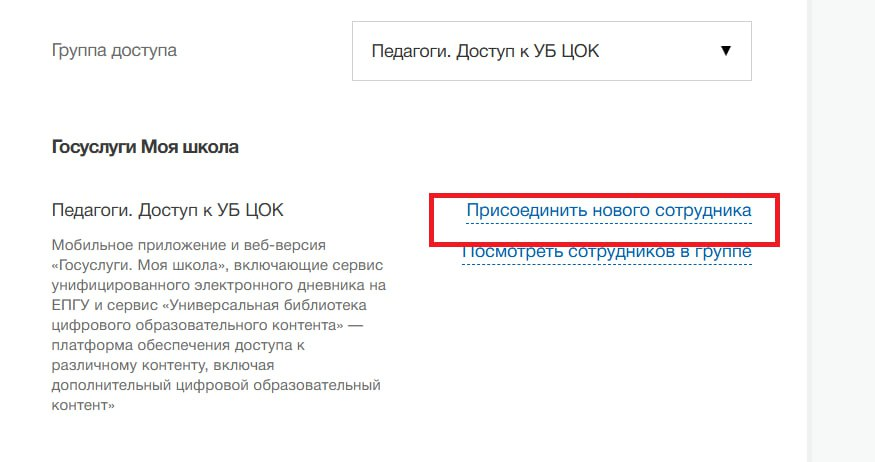 Группа доступа
Педагоги. Доступ к УБ ЦОК
Госуслуги Моя школа
Педагоги. Доступ к УБ ЦОК
Присоединить нового сотрудника
Посмотреть сотрудников в группе
Мобильное приложение и веб-версия
«Госуслуги. Моя школа», включающие сервис
унифицированного электронного дневника на
ЕПГУ и сервис «Универсальная библиотека
цифрового образовательного контента» —
платформа обеспечения доступа к
различному контенту, включая
дополнительный цифровой образовательный
контент»